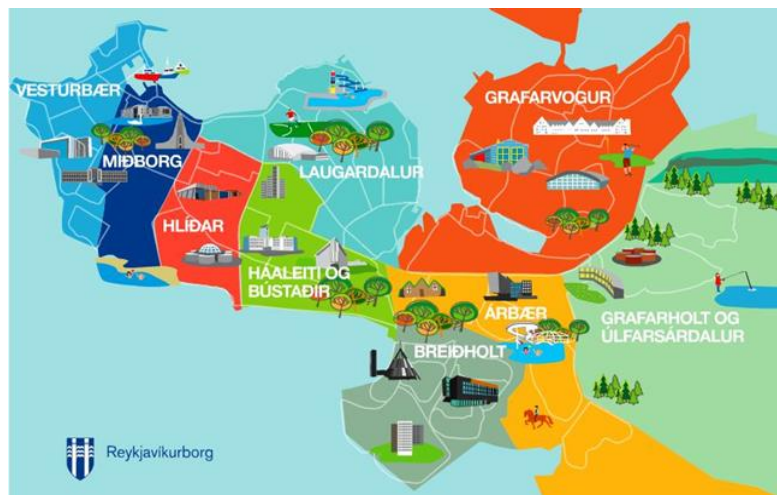 VESTURBÆR
MIÐBORG
HLÍÐAR
LAUGARDALUR
HÁALEITI OG
BÚSTAÐIR
GRAFARVOGUR
ÁRBÆR
BREIÐHOLT
GRAFARHOLT OG
ÚLFARSÁRDALUR
Reykjavíkurborg